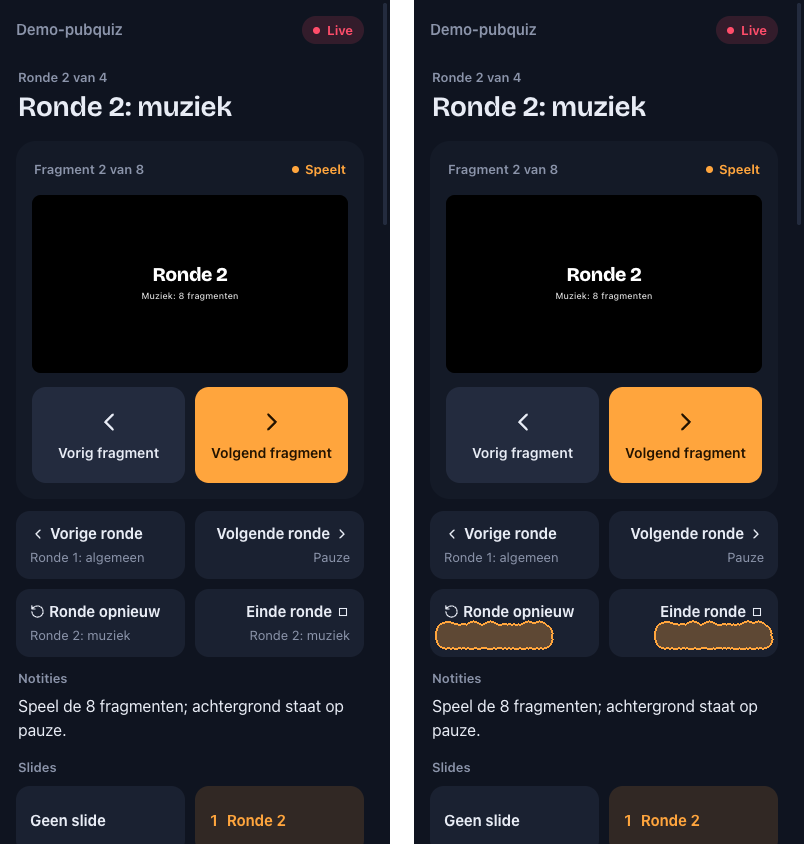 Demo-pubquiz
Live
Ronde 2 van 4
Ronde 2: muziek
Fragment 2 van 8
Speelt
Ronde 2
Muziek: 8 fragmenten
Vorig fragment
Volgend fragment
Vorige ronde
Ronde 1: algemeen
Volgende ronde
Pauze
Ronde opnieuw
Ronde 2: muziek
Einde ronde
Ronde 2: muziek
Notities
Speel de 8 fragmenten; achtergrond staat op
pauze.
Slides
Geen slide
1 Ronde 2
Demo-pubquiz
Live
Ronde 2 van 4
Ronde 2: muziek
Fragment 2 van 8
Speelt
Ronde 2
Muziek: 8 fragmenten
Vorig fragment
Volgend fragment
Vorige ronde
Ronde 1: algemeen
Volgende ronde
Pauze
Ronde opnieuw
Einde ronde
Notities
Speel de 8 fragmenten; achtergrond staat op
pauze.
Slides
Geen slide
1 Ronde 2